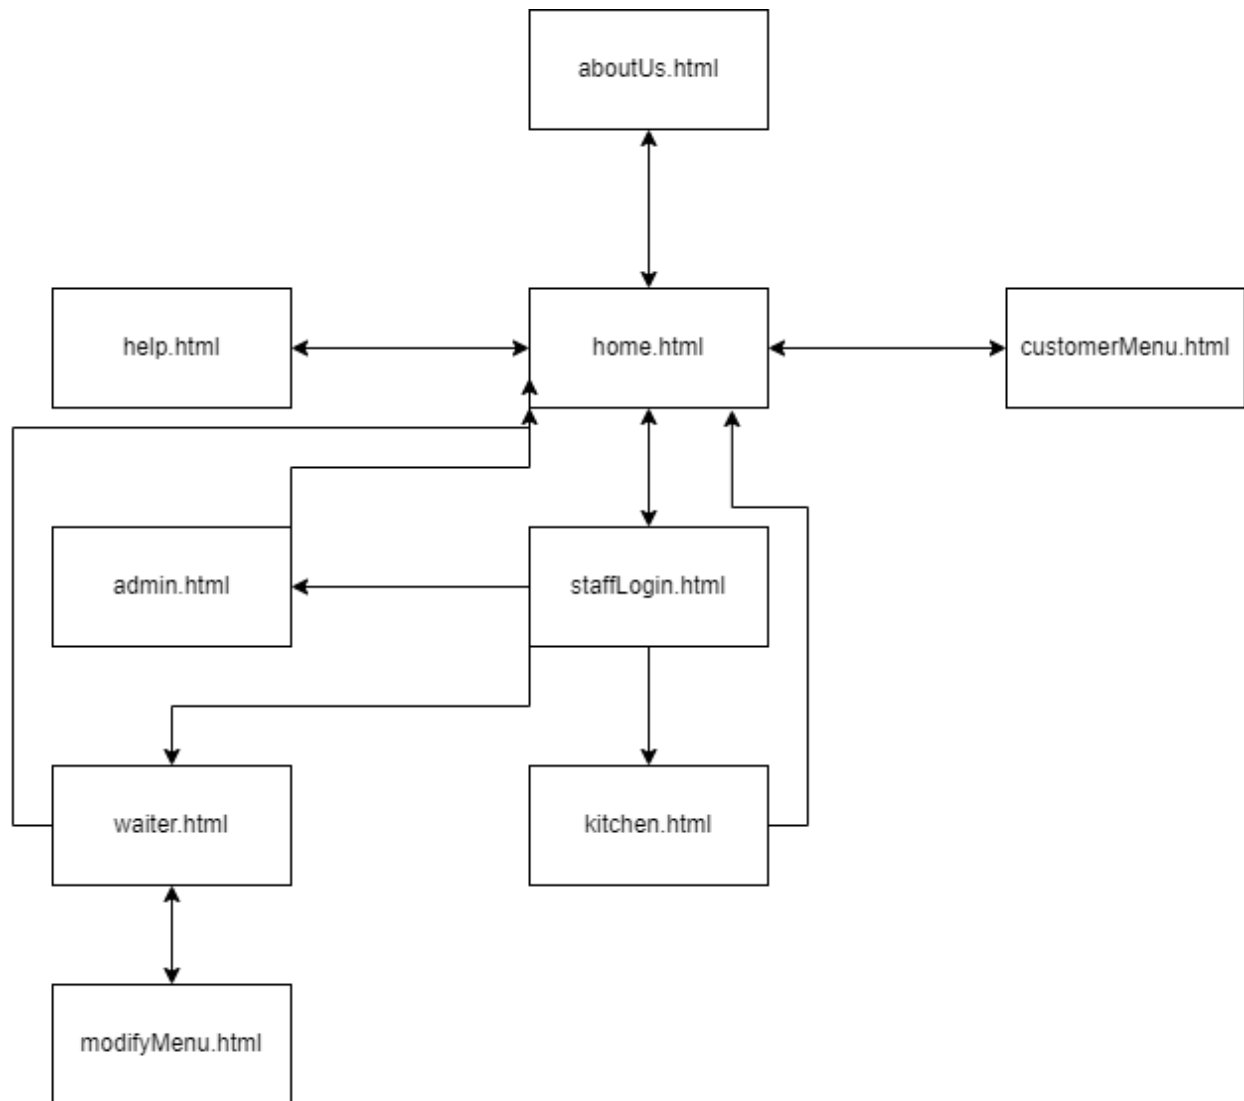 aboutUs.html
help.html
home.html
customerMenu.html
admin.html
staffLogin.html
waiter.html
kitchen.html
modifyMenu.html